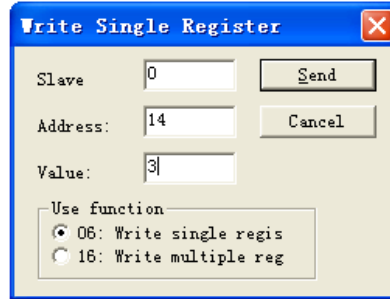 Write Single Register
Slave 0 Send
Address: 14 Cancel
Value: 3
Use function
06: Write single regis
16: Write multiple reg